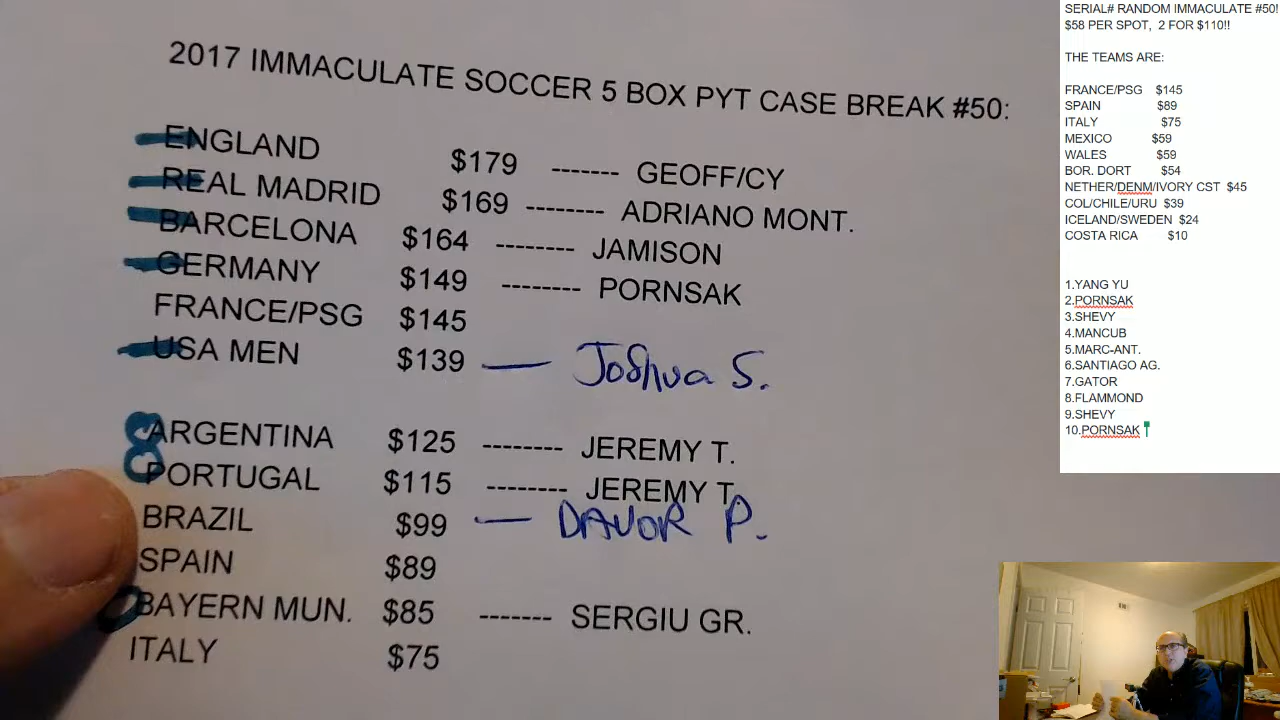 2017 IMMACULATE SOCCER 5 BOX PYT CASE BREAK #50:
ENGLAND $179 ------- GEOFF/CY
REAL MADRID $169 -------- ADRIANO MONT.
BARCELONA $164 -------- JAMISON
GERMANY $149 -------- PORNSAK
FRANCE/PSG $145
USA MEN $139 — Joshua S.
ARGENTINA $125 -------- JEREMY T.
PORTUGAL $115 -------- JEREMY T.
BRAZIL $99 — DAVOR P.
SPAIN $89
BAYERN MUN. $85 ------- SERGIU GR.
ITALY $75
SERIAL# RANDOM IMMACULATE #50!
$58 PER SPOT, 2 FOR $110!!
THE TEAMS ARE:
FRANCE/PSG $145
SPAIN $89
ITALY $75
MEXICO $59
WALES $59
BOR. DORT $54
NETHER/DENM/IVORY CST $45
COL/CHILE/URU $39
ICELAND/SWEDEN $24
COSTA RICA $10
1.YANG YU
2.PORNSAK
3.SHEVY
4.MANCUB
5.MARC-ANT.
6.SANTIAGO AG.
7.GATOR
8.FLAMMOND
9.SHEVY
10.PORNSAK